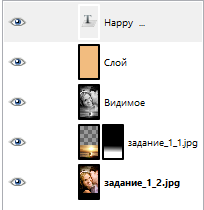 Happy ...
Слой
Видимое
задание_1_1.jpg
задание_1_2.jpg